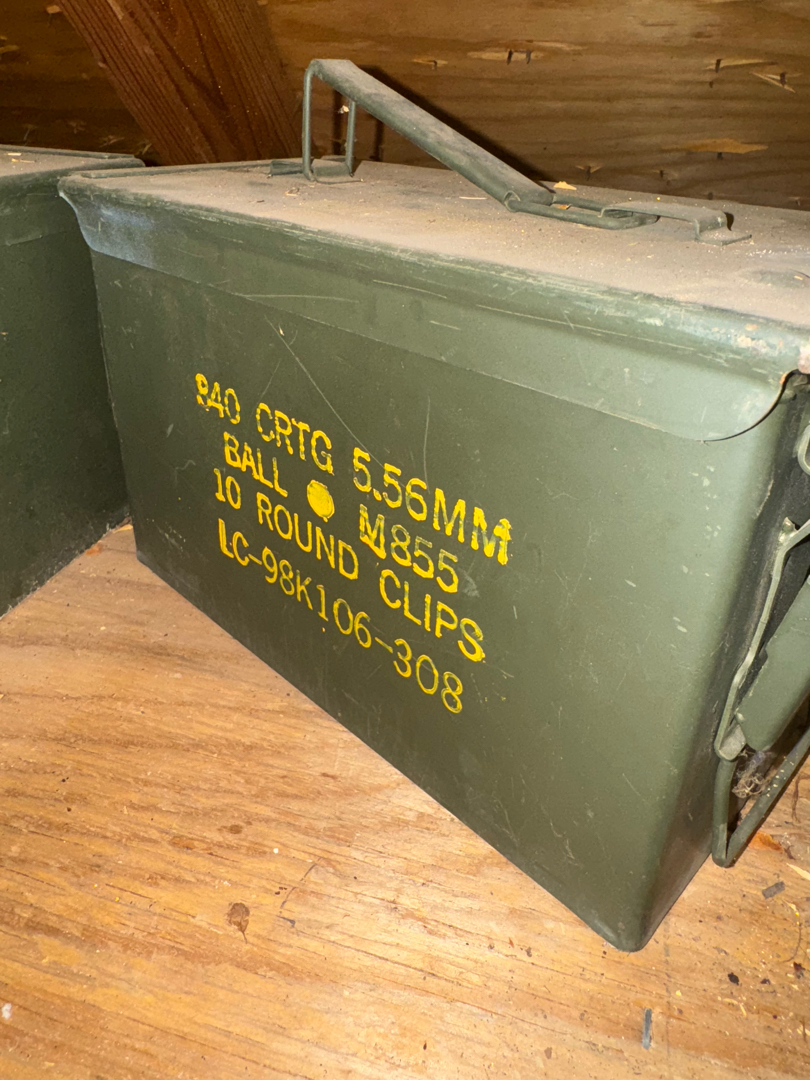 840 CRTG 5.56MM
BALL ● M855
10 ROUND CLIPS
LC-98K106-308